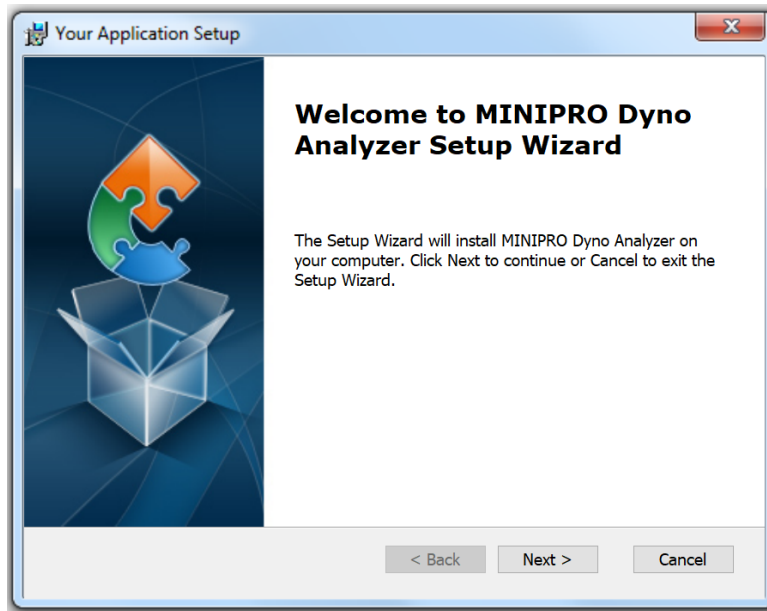 Your Application Setup
Welcome to MINIPRO Dyno
Analyzer Setup Wizard
The Setup Wizard will install MINIPRO Dyno Analyzer on
your computer. Click Next to continue or Cancel to exit the
Setup Wizard.
< Back
Next >
Cancel